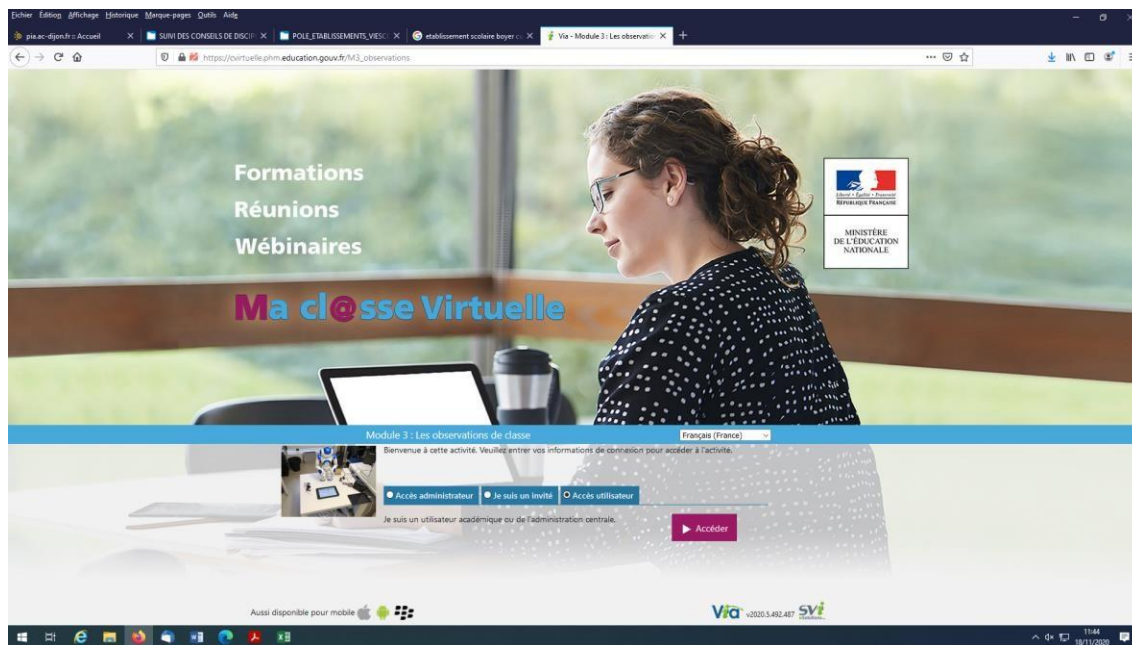 Fichier Édition Affichage Historique Marque-pages Outils Aide
pia.ac-dijon.fr :: Accueil
SUIVI DES CONSEILS DE DISCIP
POLE_ETABLISSEMENTS_VIESC
etablissement scolaire boyer c
Via - Module 3 : Les observatio
https://cvirtuelle.phm.education.gouv.fr/M3_observations
Formations
Réunions
Wébinaires
Ma cl@sse Virtuelle
Liberté • Égalité • Fraternité
RÉPUBLIQUE FRANÇAISE
MINISTÈRE
DE L'ÉDUCATION
NATIONALE
Module 3 : Les observations de classe
Français (France)
Bienvenue à cette activité. Veuillez entrer vos informations de connexion pour accéder à l'activité.
Accès administrateur
Je suis un invité
Accès utilisateur
Je suis un utilisateur académique ou de l'administration centrale.
Accéder
Aussi disponible pour mobile
Via v2020.5.492.487 SVi
11:44
18/11/2020